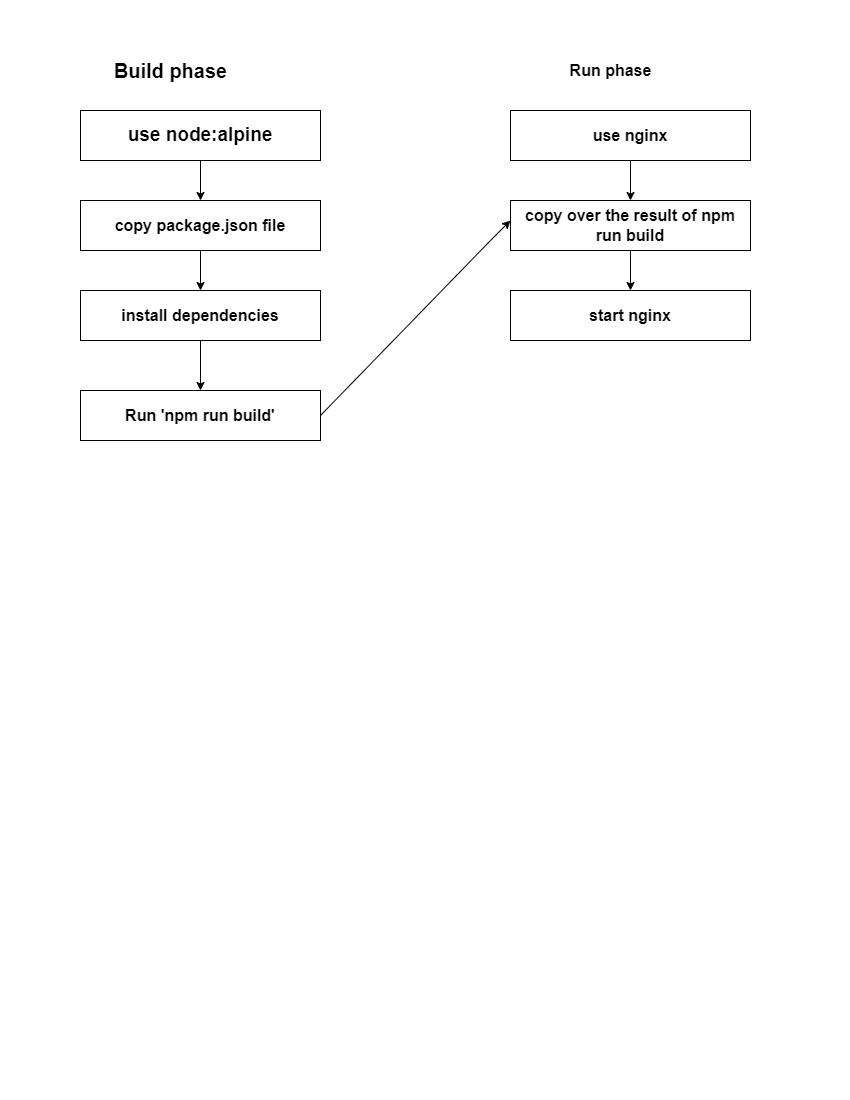 Build phase
use node:alpine
copy package.json file
install dependencies
Run 'npm run build'
Run phase
use nginx
copy over the result of npm
run build
start nginx